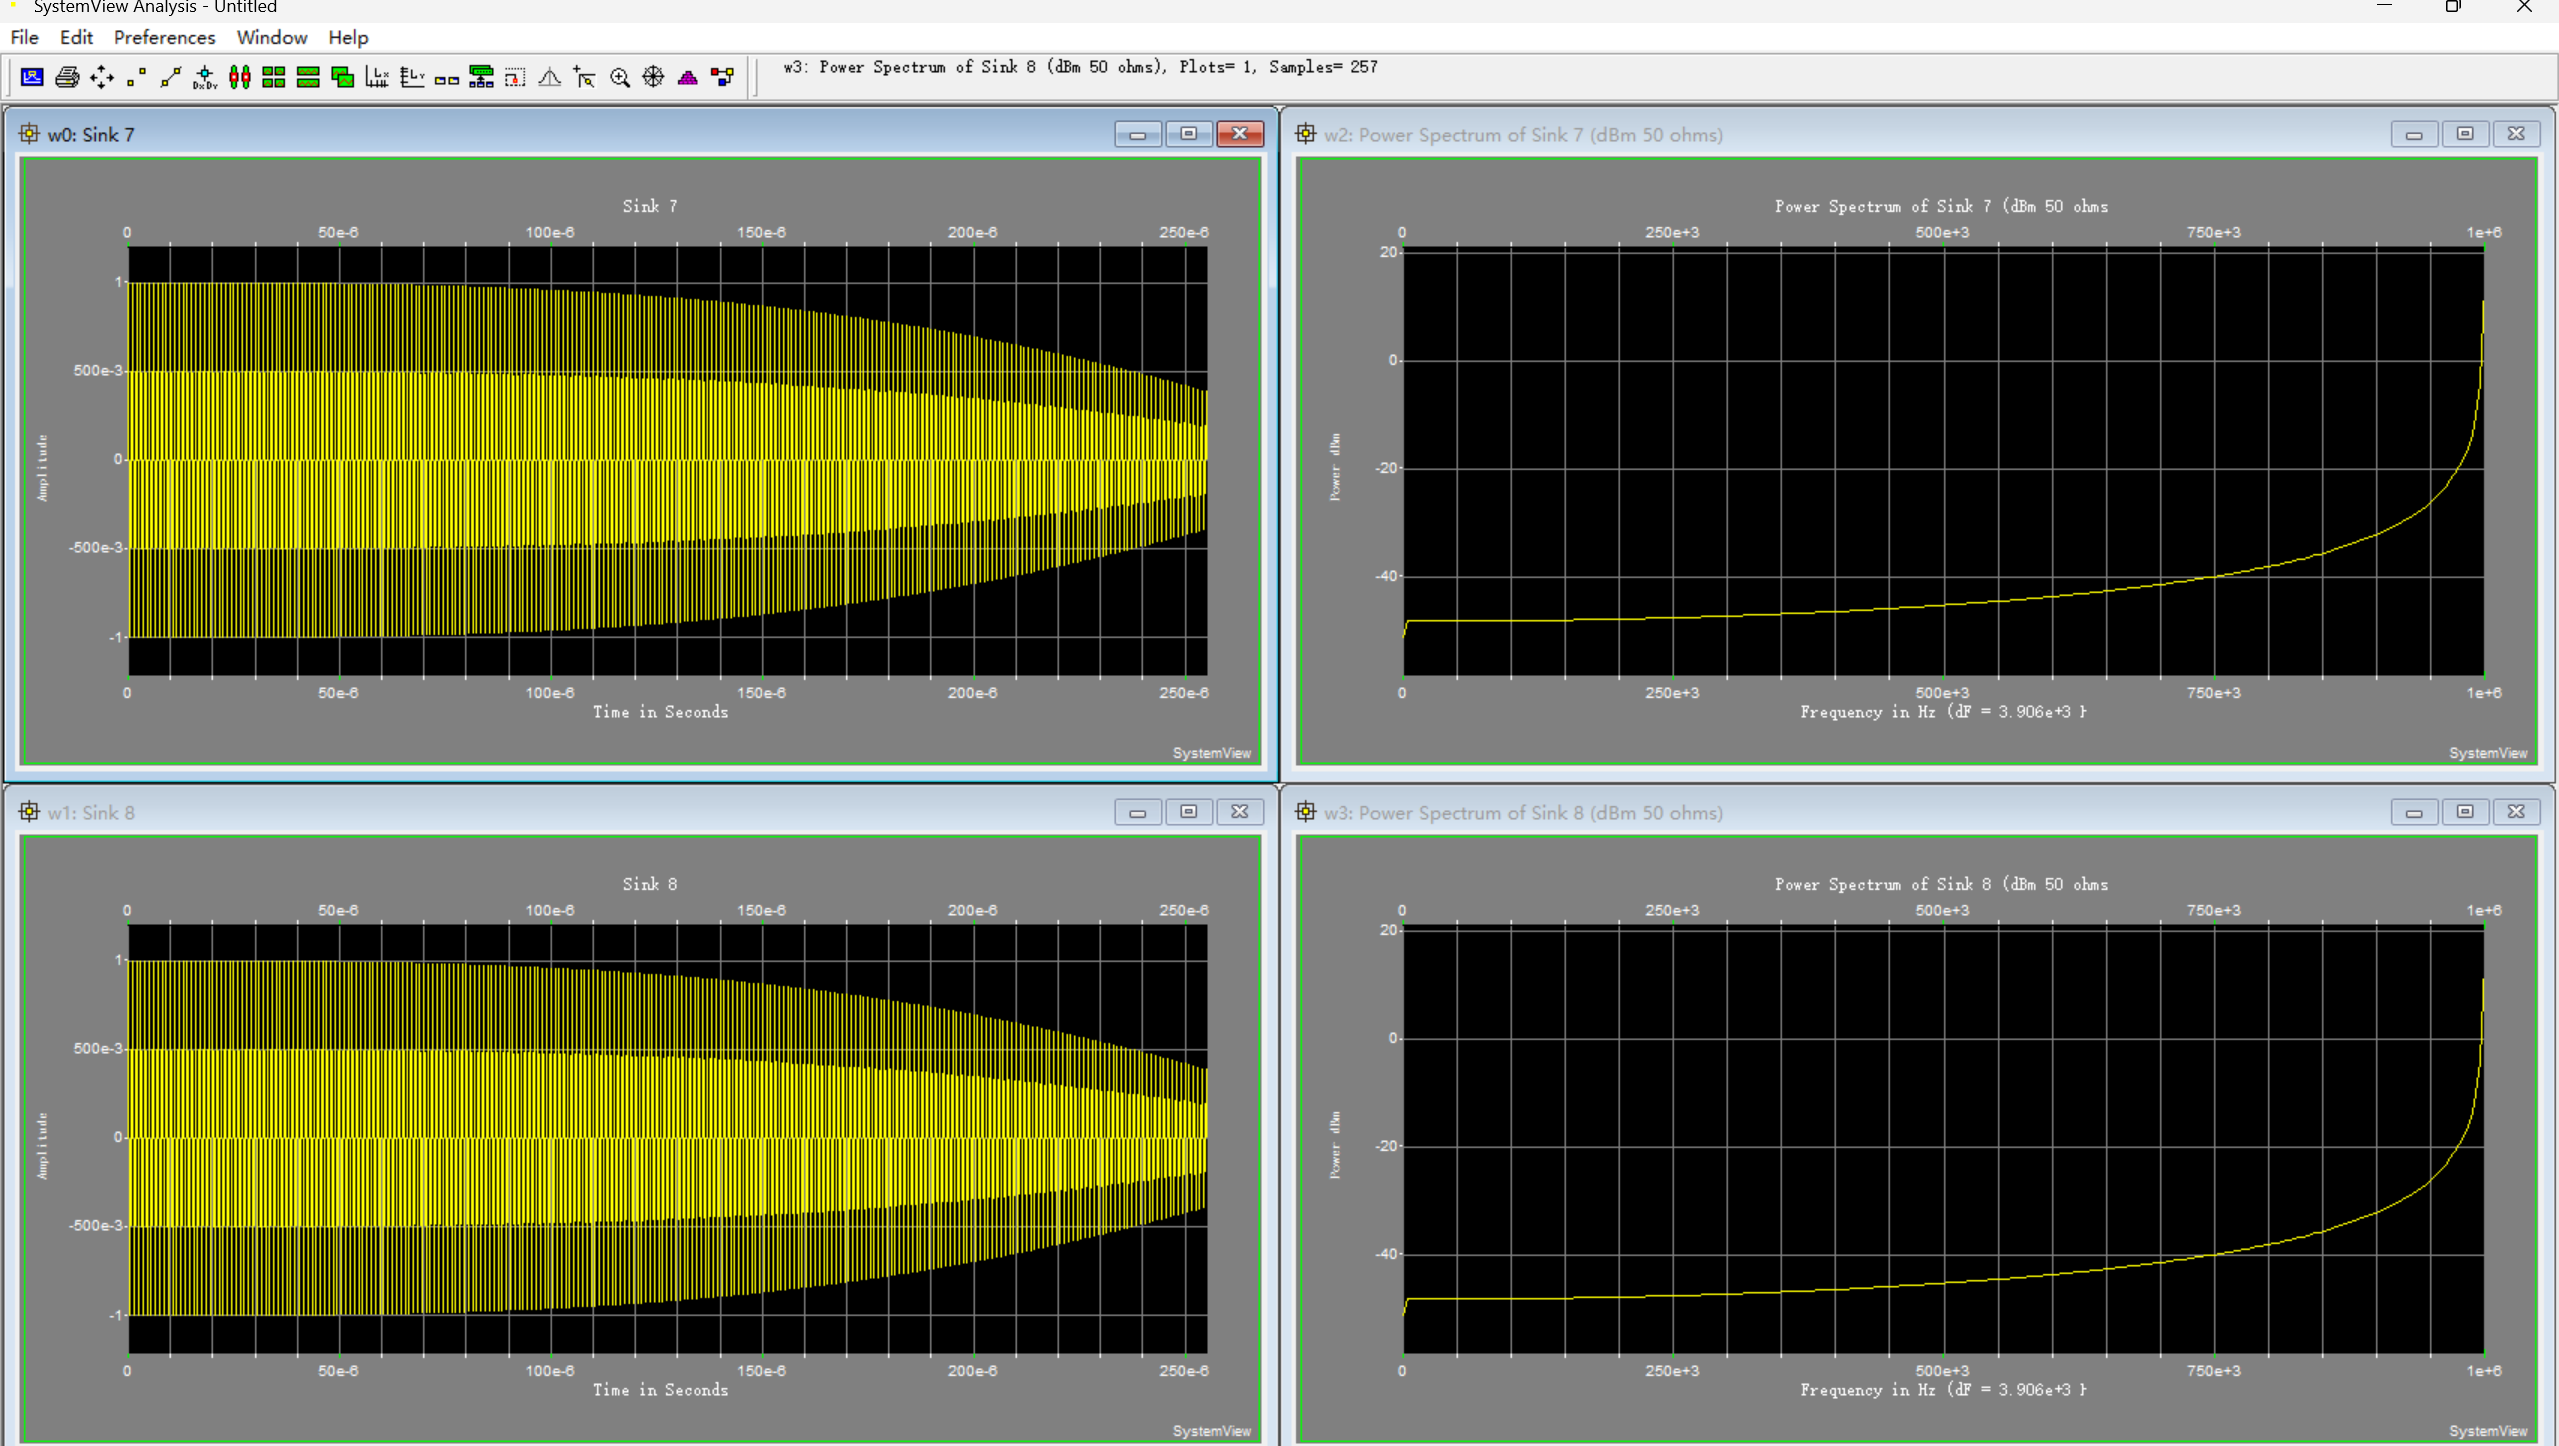 SystemView Analysis - Untitled
File Edit Preferences Window Help
w3: Power Spectrum of Sink 8 (dBm 50 ohms), Plots= 1, Samples= 257
w0: Sink 7
Sink 7
0 50e-6 100e-6 150e-6 200e-6 250e-6
1
500e-3
0
-500e-3
-1
Amplitude
0 50e-6 100e-6 150e-6 200e-6 250e-6
Time in Seconds
SystemView
w2: Power Spectrum of Sink 7 (dBm 50 ohms)
Power Spectrum of Sink 7 (dBm 50 ohms
0 250e+3 500e+3 750e+3 1e+6
20
0
-20
-40
Power dBm
0 250e+3 500e+3 750e+3 1e+6
Frequency in Hz (dF = 3.906e+3 }
SystemView
w1: Sink 8
Sink 8
0 50e-6 100e-6 150e-6 200e-6 250e-6
1
500e-3
0
-500e-3
-1
Amplitude
0 50e-6 100e-6 150e-6 200e-6 250e-6
Time in Seconds
SystemView
w3: Power Spectrum of Sink 8 (dBm 50 ohms)
Power Spectrum of Sink 8 (dBm 50 ohms
0 250e+3 500e+3 750e+3 1e+6
20
0
-20
-40
Power dBm
0 250e+3 500e+3 750e+3 1e+6
Frequency in Hz (dF = 3.906e+3 }
SystemView